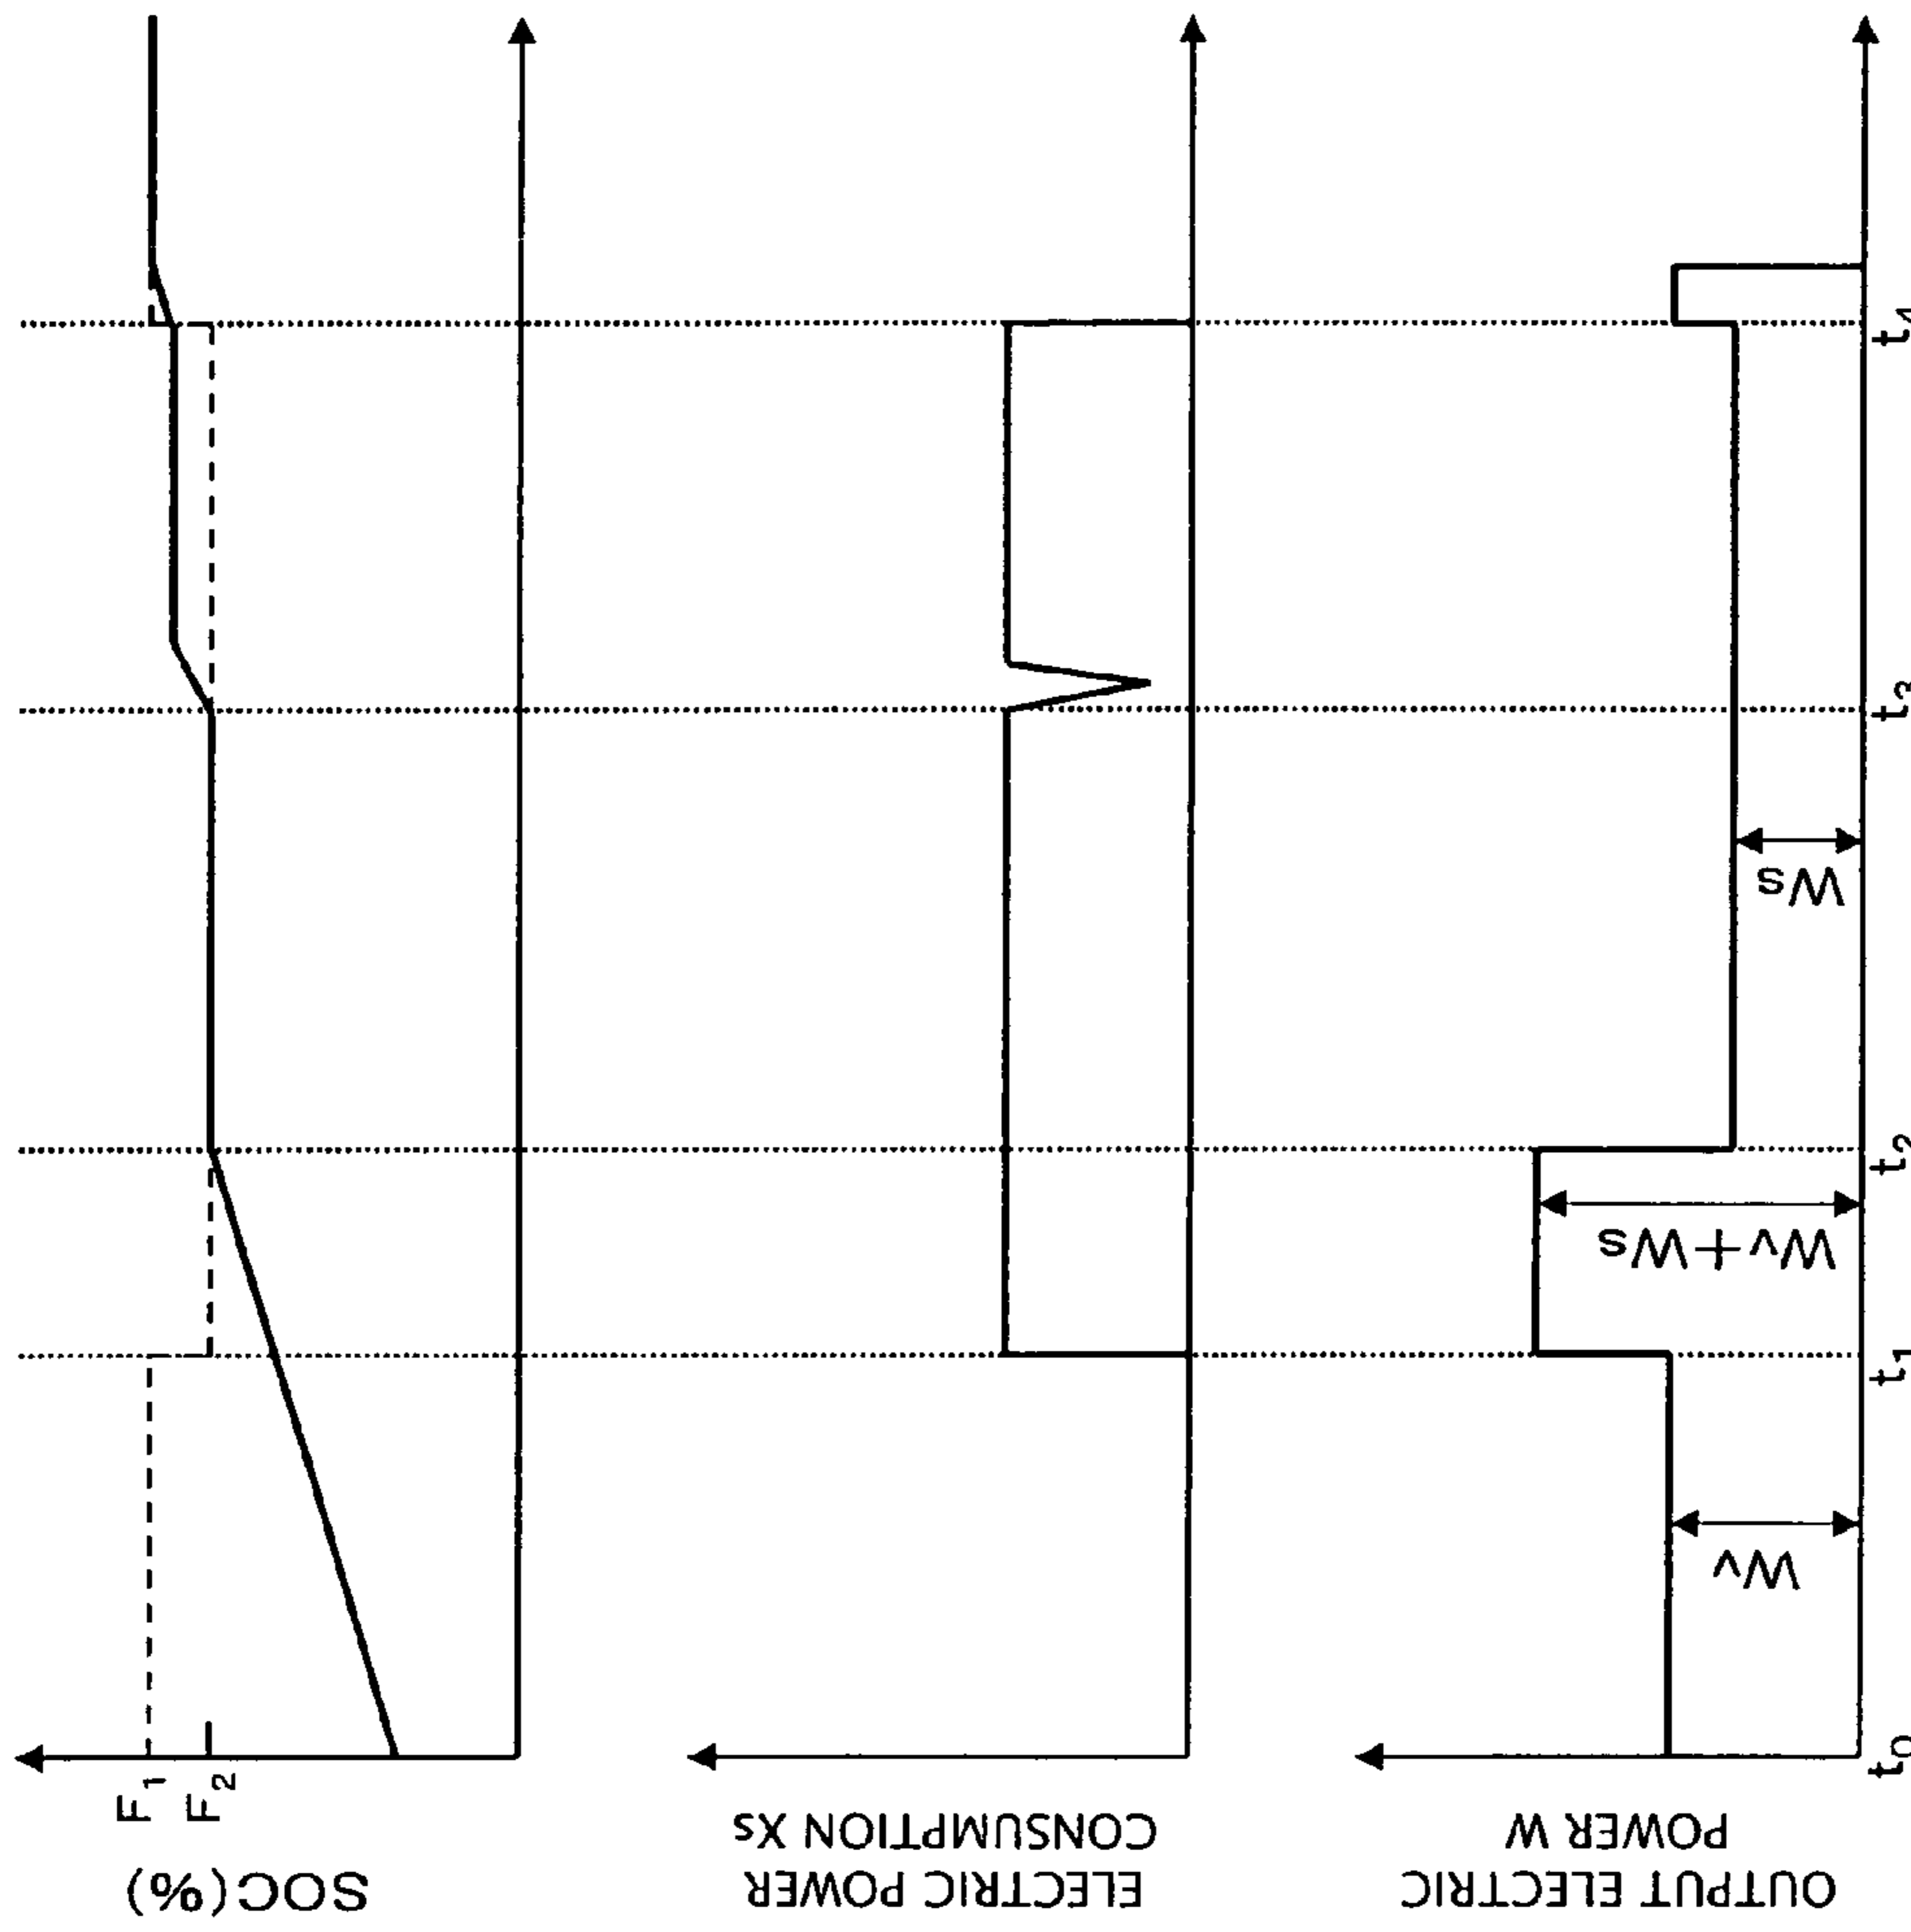 SOC(%)
F1
F2
ELECTRIC POWER
CONSUMPTION Xs
OUTPUT ELECTRIC
POWER W
Wv
Wv+Ws
Ws
t0
t1
t2
t3
t4